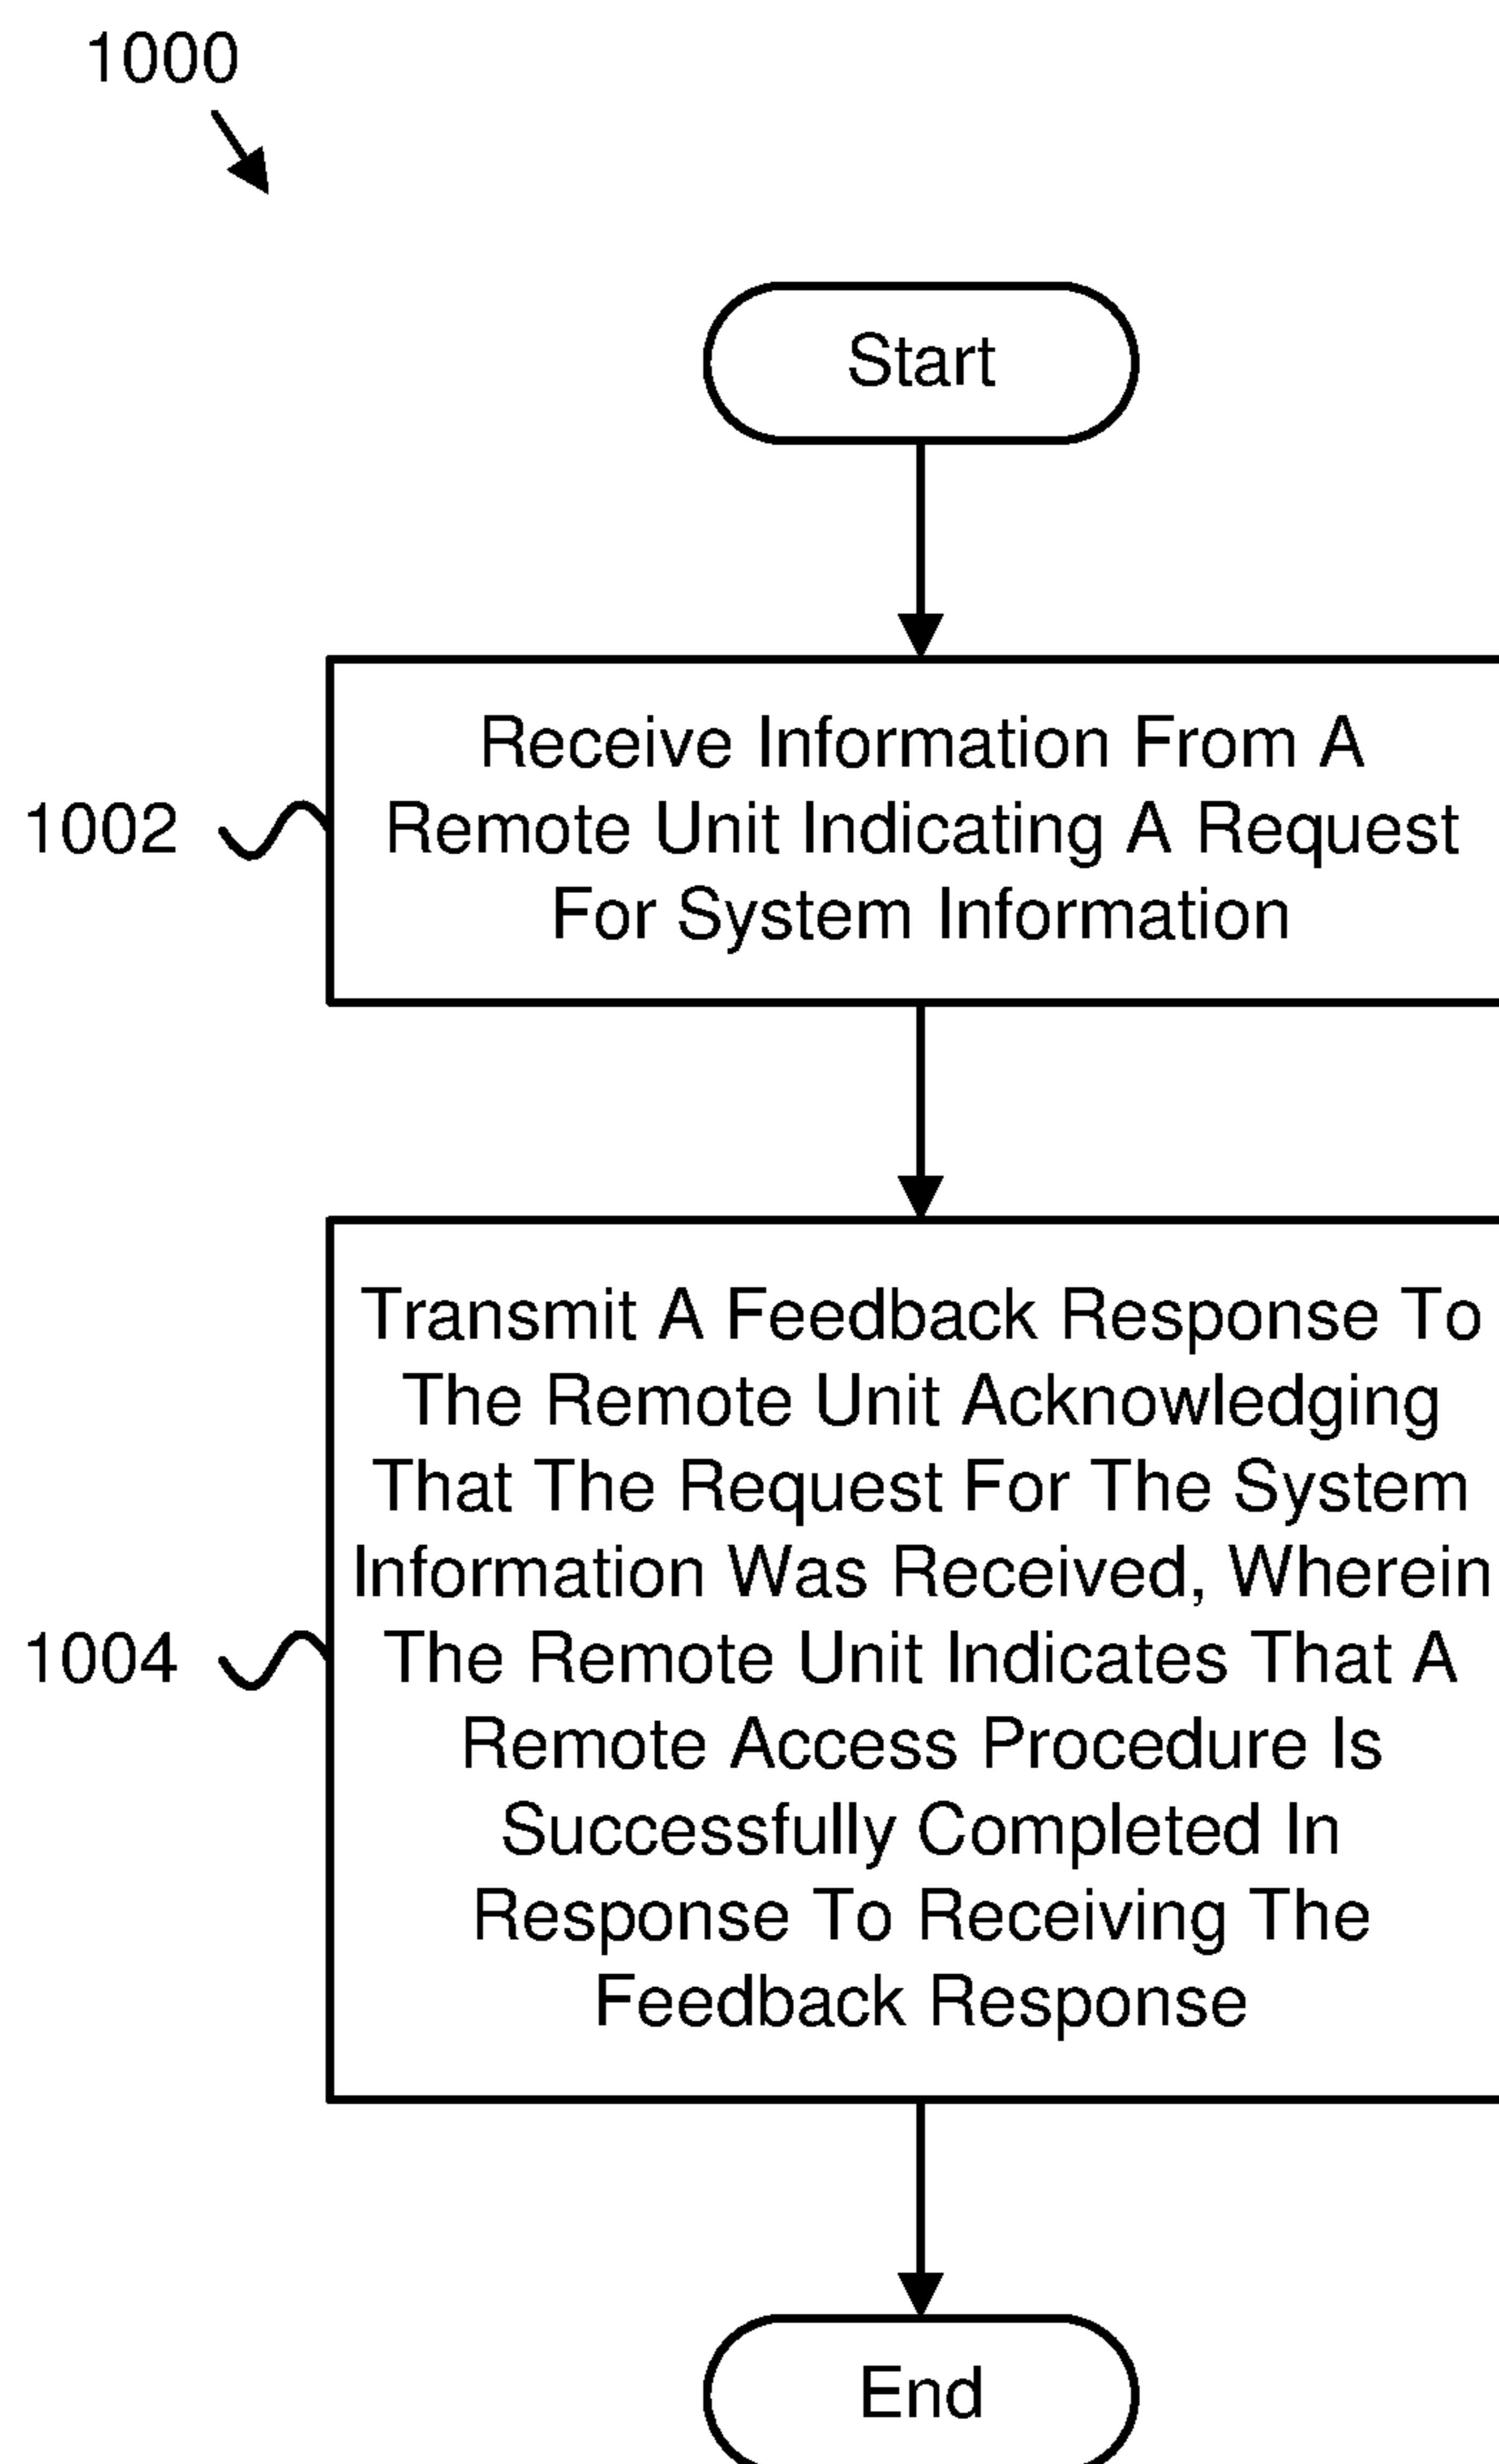 1000
Start
Receive Information From A
Remote Unit Indicating A Request
For System Information
1002
Transmit A Feedback Response To
The Remote Unit Acknowledging
That The Request For The System
Information Was Received, Wherein
The Remote Unit Indicates That A
Remote Access Procedure Is
Successfully Completed In
Response To Receiving The
Feedback Response
1004
End